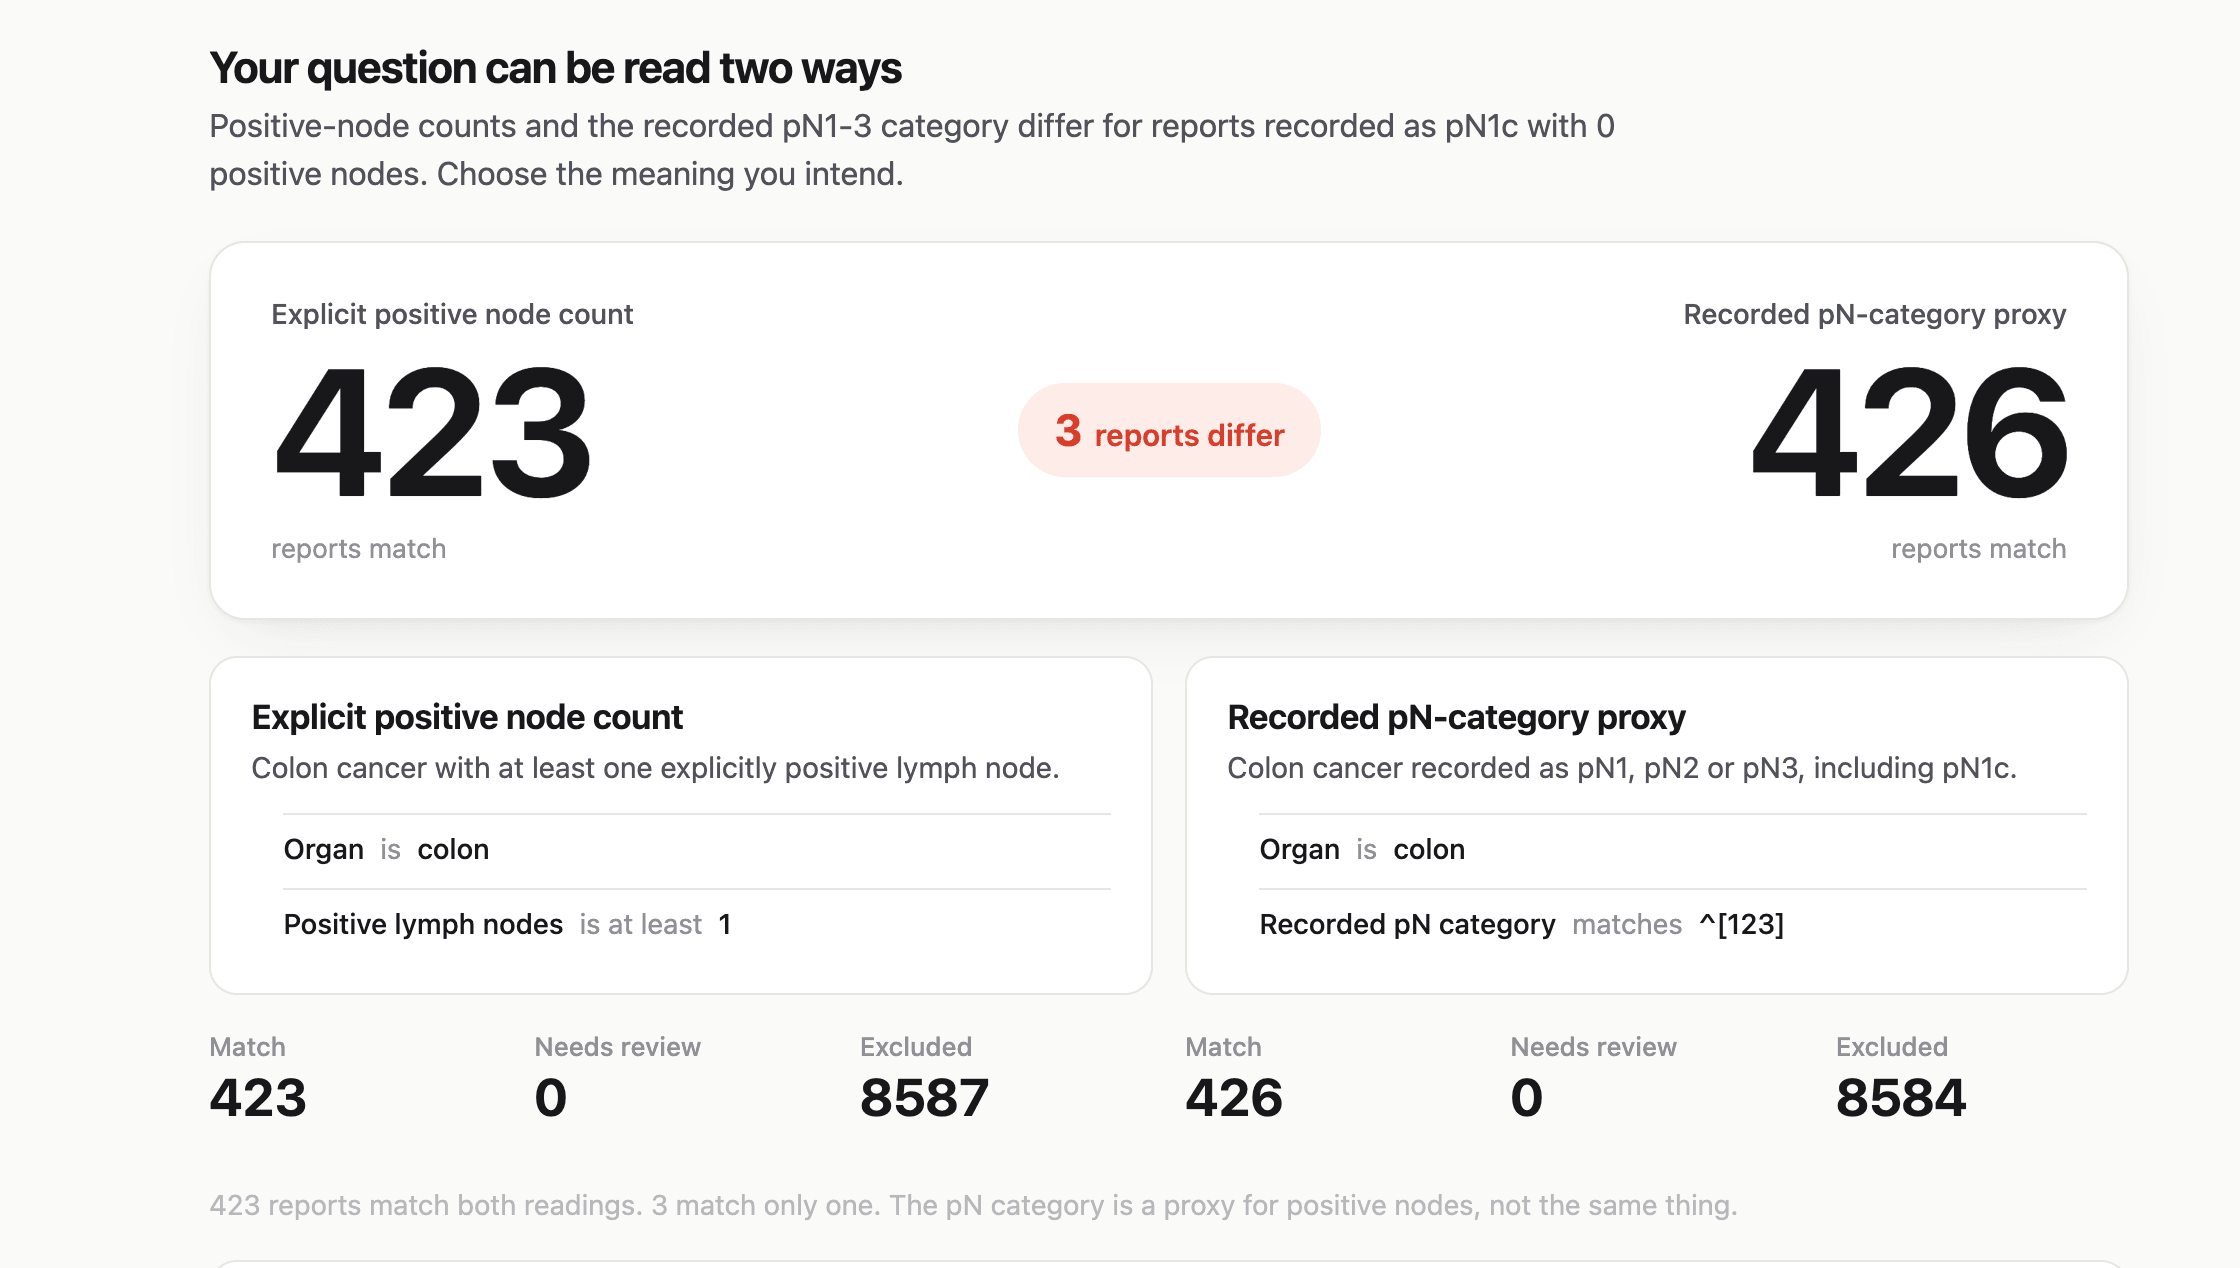 Your question can be read two ways
Positive-node counts and the recorded pN1-3 category differ for reports recorded as pN1c with 0
positive nodes. Choose the meaning you intend.
Explicit positive node count
423
reports match
3 reports differ
Recorded pN-category proxy
426
reports match
Explicit positive node count
Colon cancer with at least one explicitly positive lymph node.
Organ is colon
Positive lymph nodes is at least 1
Recorded pN-category proxy
Colon cancer recorded as pN1, pN2 or pN3, including pN1c.
Organ is colon
Recorded pN category matches ^[123]
Match
423
Needs review
0
Excluded
8587
Match
426
Needs review
0
Excluded
8584
423 reports match both readings. 3 match only one. The pN category is a proxy for positive nodes, not the same thing.